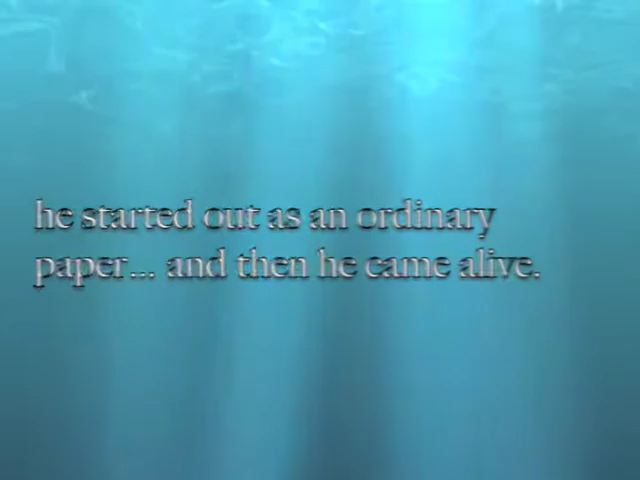 he started out as an ordinary
paper... and then he came alive.